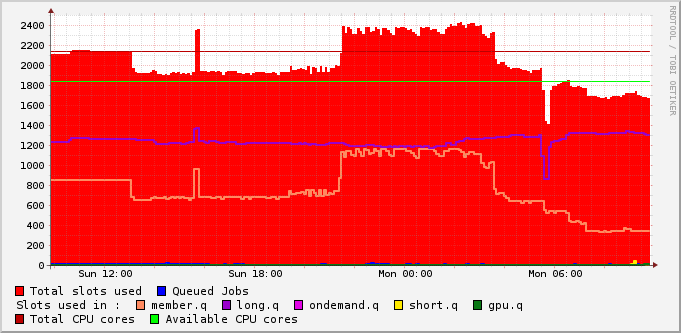 RRDTOOL / TOBI OETIKER
2400
2200
2000
1800
1600
1400
1200
1000
800
600
400
200
0
Sun 12:00 Sun 18:00 Mon 00:00 Mon 06:00
Total slots used Queued Jobs
Slots used in : member.q long.q ondemand.q short.q gpu.q
Total CPU cores Available CPU cores